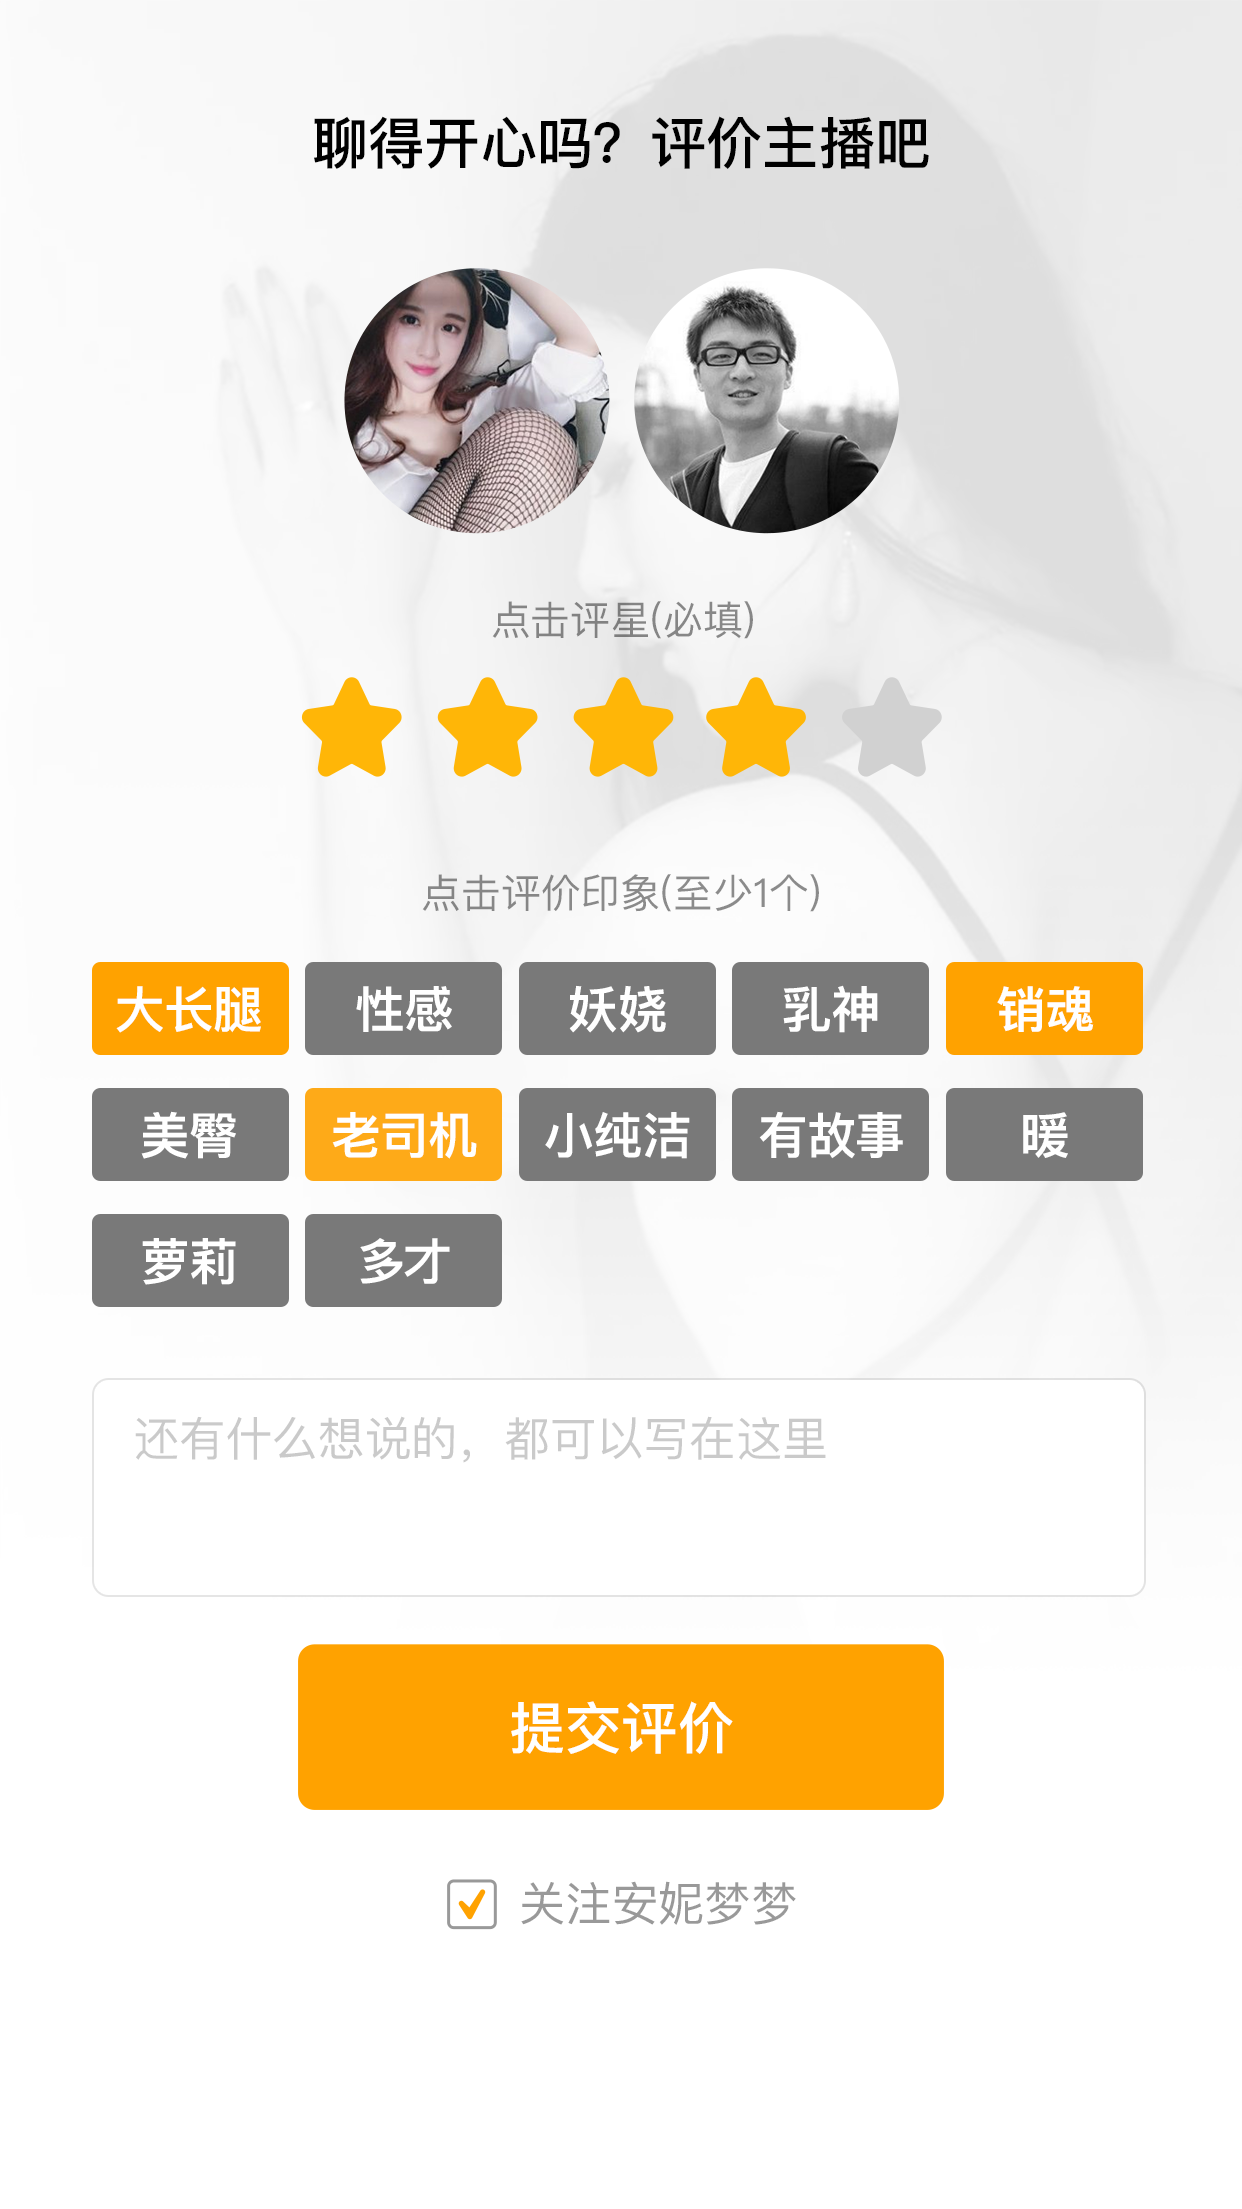 聊得开心吗？评价主播吧
点击评星(必填)
点击评价印象(至少1个)
大长腿 性感 妖娆 乳神 销魂
美臀 老司机 小纯洁 有故事 暖
萝莉 多才
还有什么想说的，都可以写在这里
提交评价
关注安妮梦梦